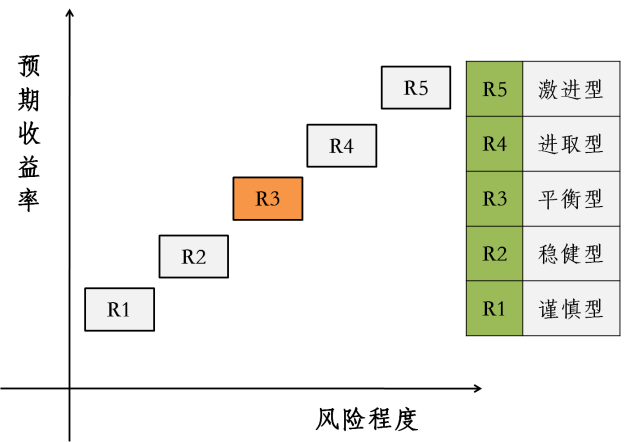 预期收益率
R5
R4
R3
R2
R1
风险程度
R5 激进型
R4 进取型
R3 平衡型
R2 稳健型
R1 谨慎型